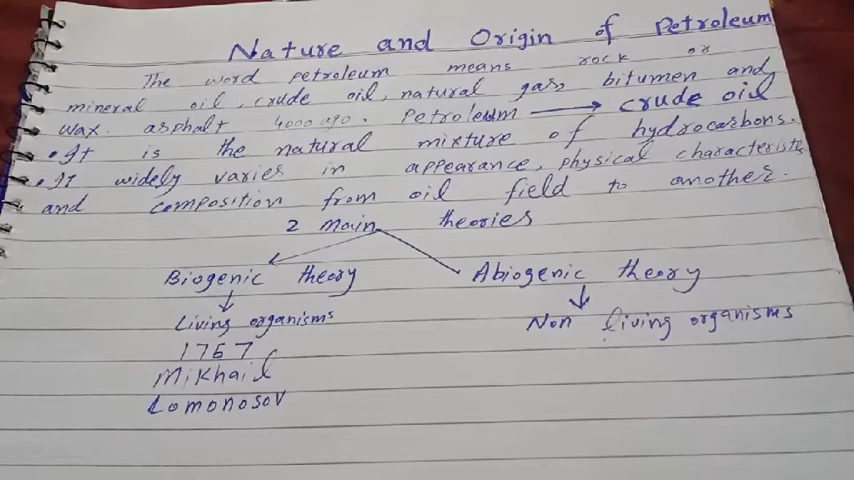 Nature and Origin of Petroleum
The word petroleum means rock or
mineral oil, crude oil, natural gas, bitumen and
wax. asphalt 4000 ago. Petroleum → crude oil
• It is the natural mixture of hydrocarbons.
• It widely varies in appearance, physical characteristics
and composition from oil field to another.
2 main theories
Biogenic theory Abiogenic theory
Living organisms Non living organisms
1767
Mikhail
Lomonosov